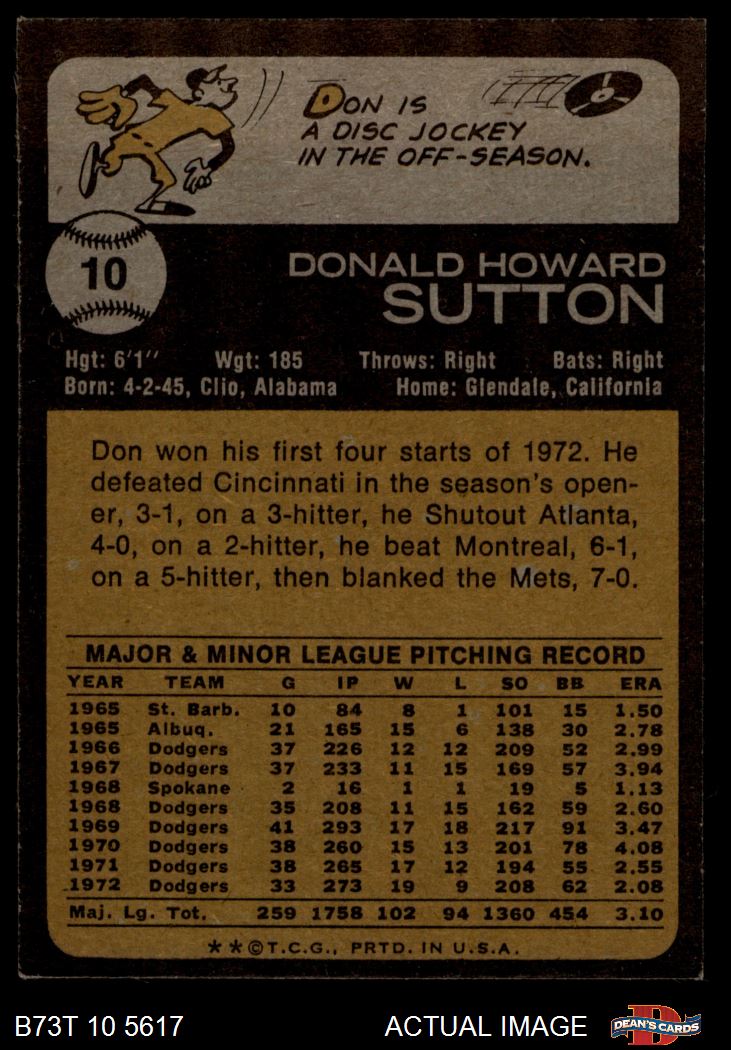 DON IS
A DISC JOCKEY
IN THE OFF-SEASON.
10
DONALD HOWARD
SUTTON
Hgt: 6'1" Wgt: 185 Throws: Right Bats: Right
Born: 4-2-45, Clio, Alabama Home: Glendale, California
Don won his first four starts of 1972. He
defeated Cincinnati in the season's open-
er, 3-1, on a 3-hitter, he Shutout Atlanta,
4-0, on a 2-hitter, he beat Montreal, 6-1,
on a 5-hitter, then blanked the Mets, 7-0.
MAJOR & MINOR LEAGUE PITCHING RECORD
YEAR TEAM G IP W L SO BB ERA
1965 St. Barb. 10 84 8 1 101 15 1.50
1965 Albuq. 21 165 15 6 138 30 2.78
1966 Dodgers 37 226 12 12 209 52 2.99
1967 Dodgers 37 233 11 15 169 57 3.94
1968 Spokane 2 16 1 1 19 5 1.13
1968 Dodgers 35 208 11 15 162 59 2.60
1969 Dodgers 41 293 17 18 217 91 3.47
1970 Dodgers 38 260 15 13 201 78 4.08
1971 Dodgers 38 265 17 12 194 55 2.55
1972 Dodgers 33 273 19 9 208 62 2.08
Maj. Lg. Tot. 259 1758 102 94 1360 454 3.10
★★©T.C.G., PRTD. IN U.S.A.
B73T 10 5617 ACTUAL IMAGE
D
DEAN'S CARDS